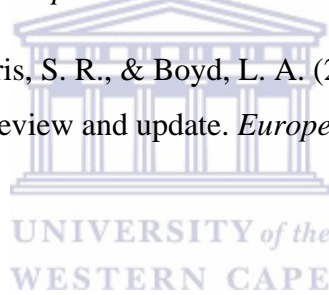 ris, S. R., & Boyd, L. A. (2
eview and update. Europe
UNIVERSITY of the
WESTERN CAPE